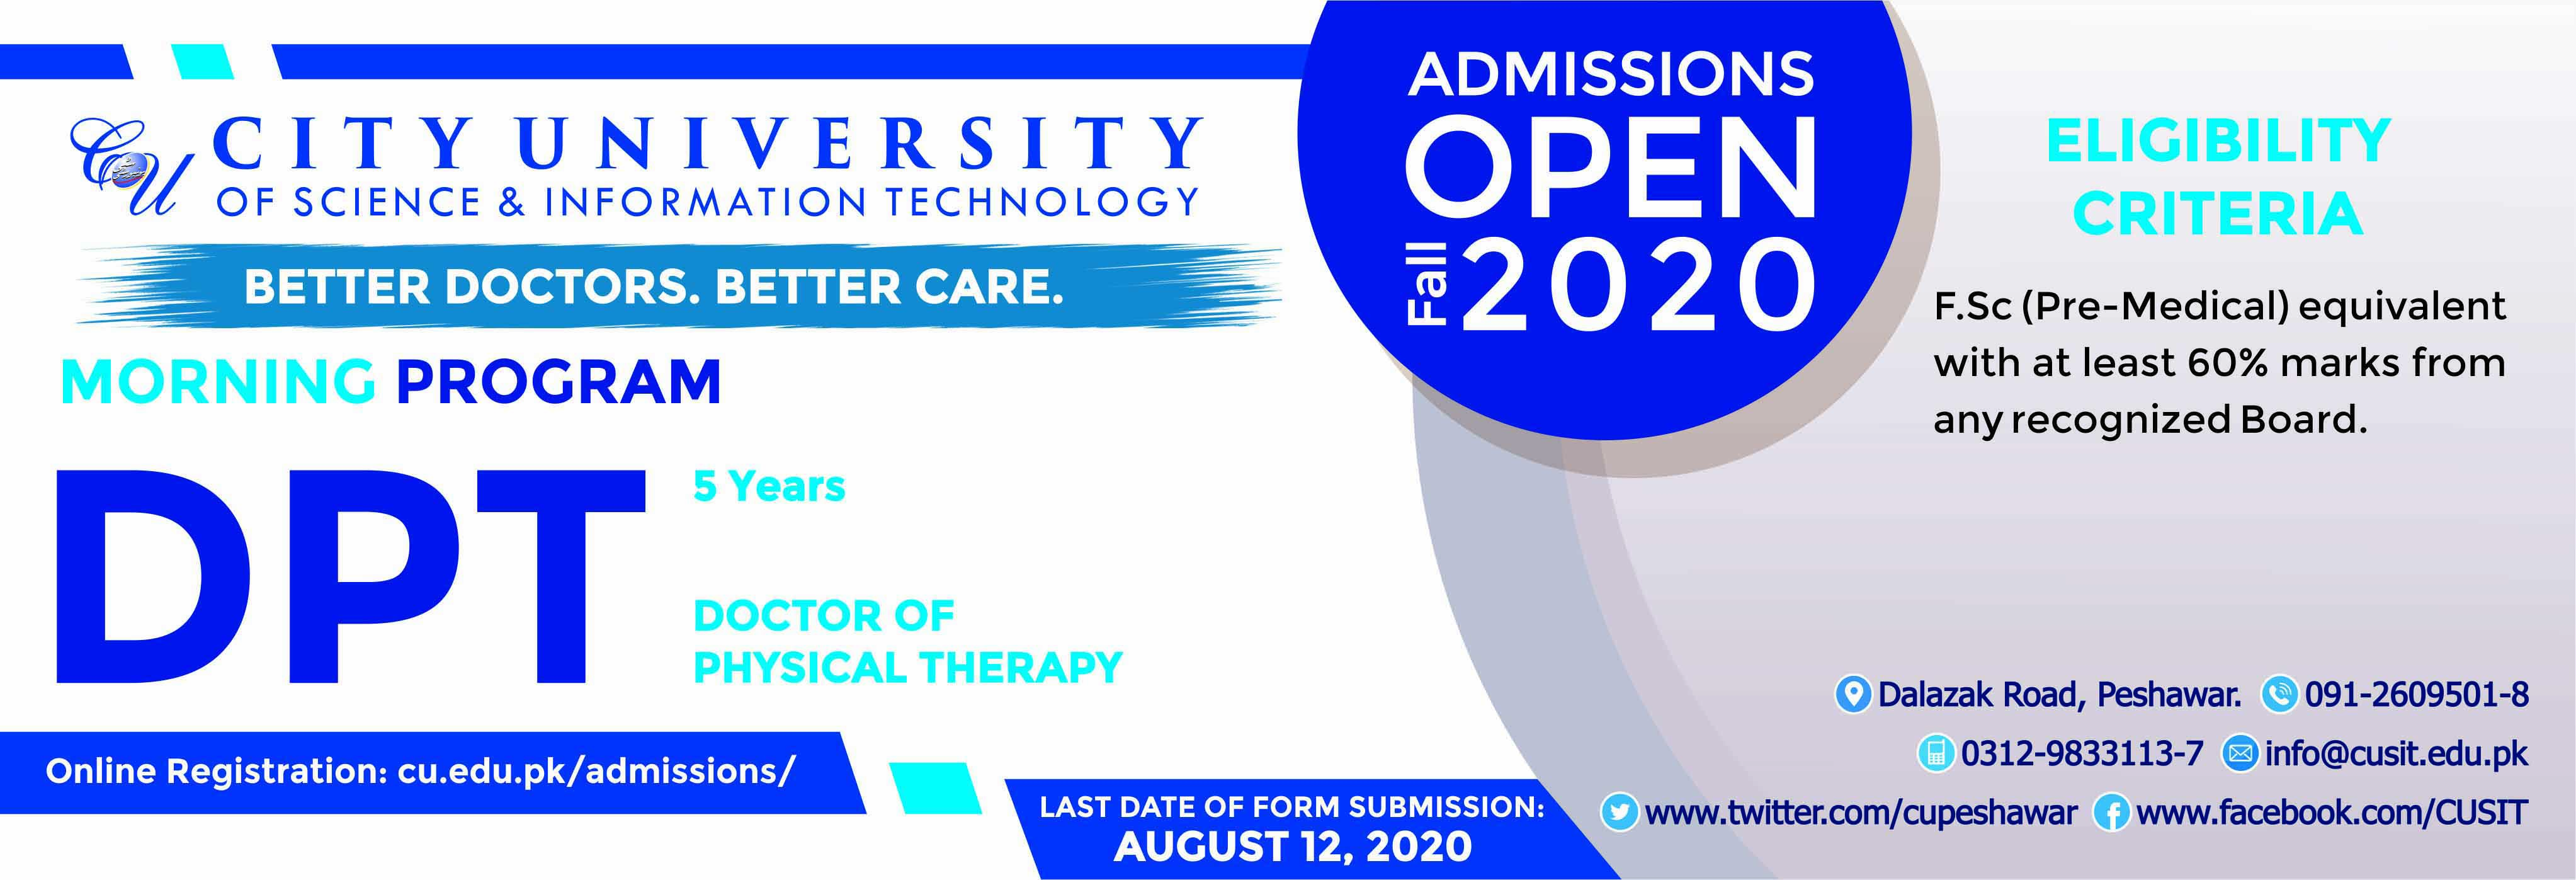 CU CITY UNIVERSITY
OF SCIENCE & INFORMATION TECHNOLOGY
BETTER DOCTORS. BETTER CARE.
MORNING PROGRAM
DPT
5 Years
DOCTOR OF
PHYSICAL THERAPY
Online Registration: cu.edu.pk/admissions/
LAST DATE OF FORM SUBMISSION:
AUGUST 12, 2020
ADMISSIONS
OPEN
Fall 2020
ELIGIBILITY
CRITERIA
F.Sc (Pre-Medical) equivalent
with at least 60% marks from
any recognized Board.
Dalazak Road, Peshawar. 091-2609501-8
0312-9833113-7 info@cusit.edu.pk
www.twitter.com/cupeshawar www.facebook.com/CUSIT